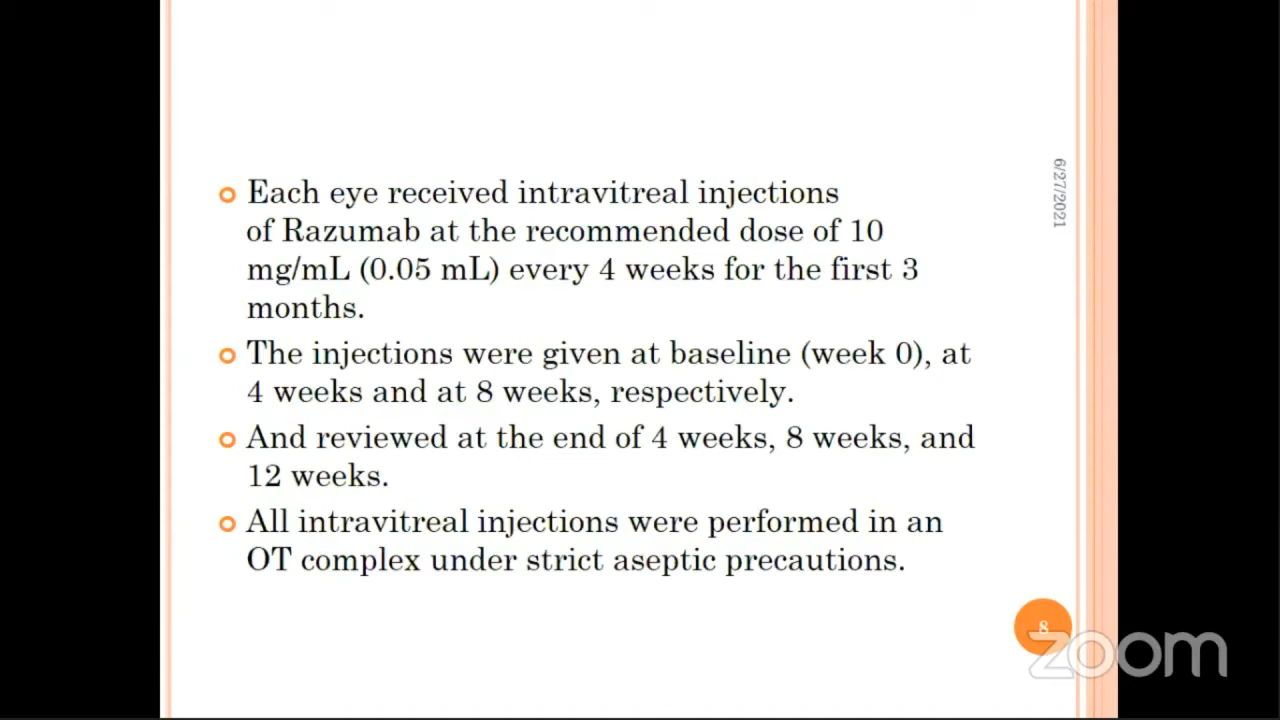 Each eye received intravitreal injections
of Razumab at the recommended dose of 10
mg/mL (0.05 mL) every 4 weeks for the first 3
months.
The injections were given at baseline (week 0), at
4 weeks and at 8 weeks, respectively.
And reviewed at the end of 4 weeks, 8 weeks, and
12 weeks.
All intravitreal injections were performed in an
OT complex under strict aseptic precautions.
6/27/2021
8
zoom